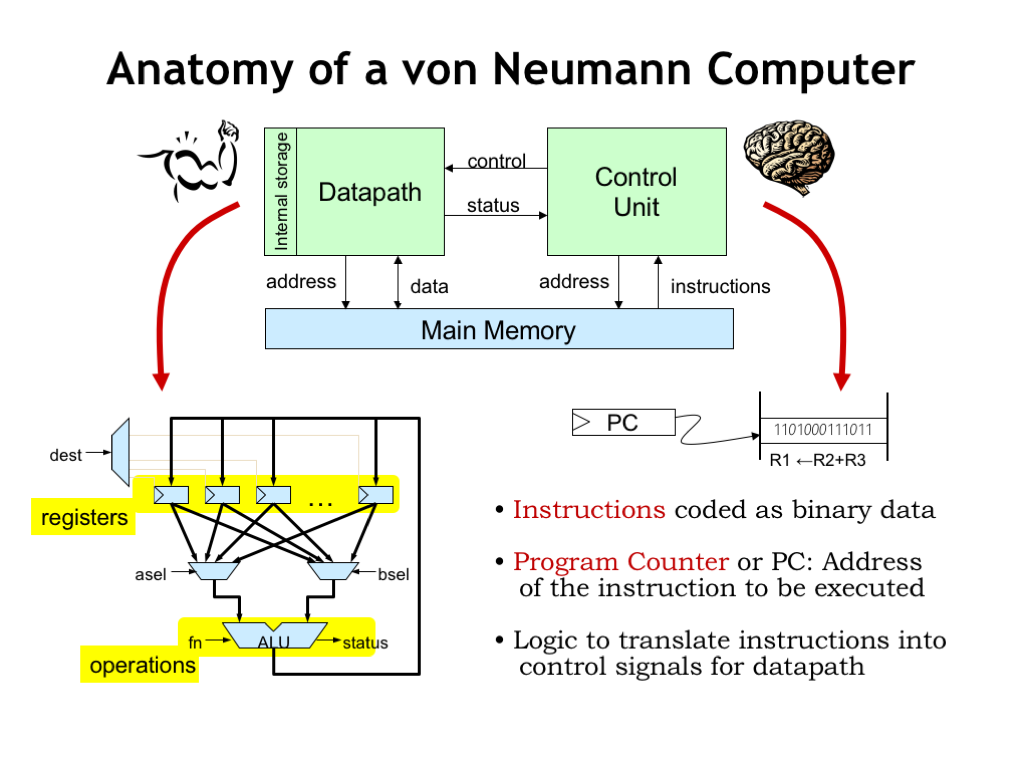 Anatomy of a von Neumann Computer
Internal storage
Datapath
control
status
Control
Unit
address
data
address
instructions
Main Memory
dest
registers
…
asel
bsel
fn
ALU
status
operations
PC
1101000111011
R1 ←R2+R3
• Instructions coded as binary data
• Program Counter or PC: Address
of the instruction to be executed
• Logic to translate instructions into
control signals for datapath